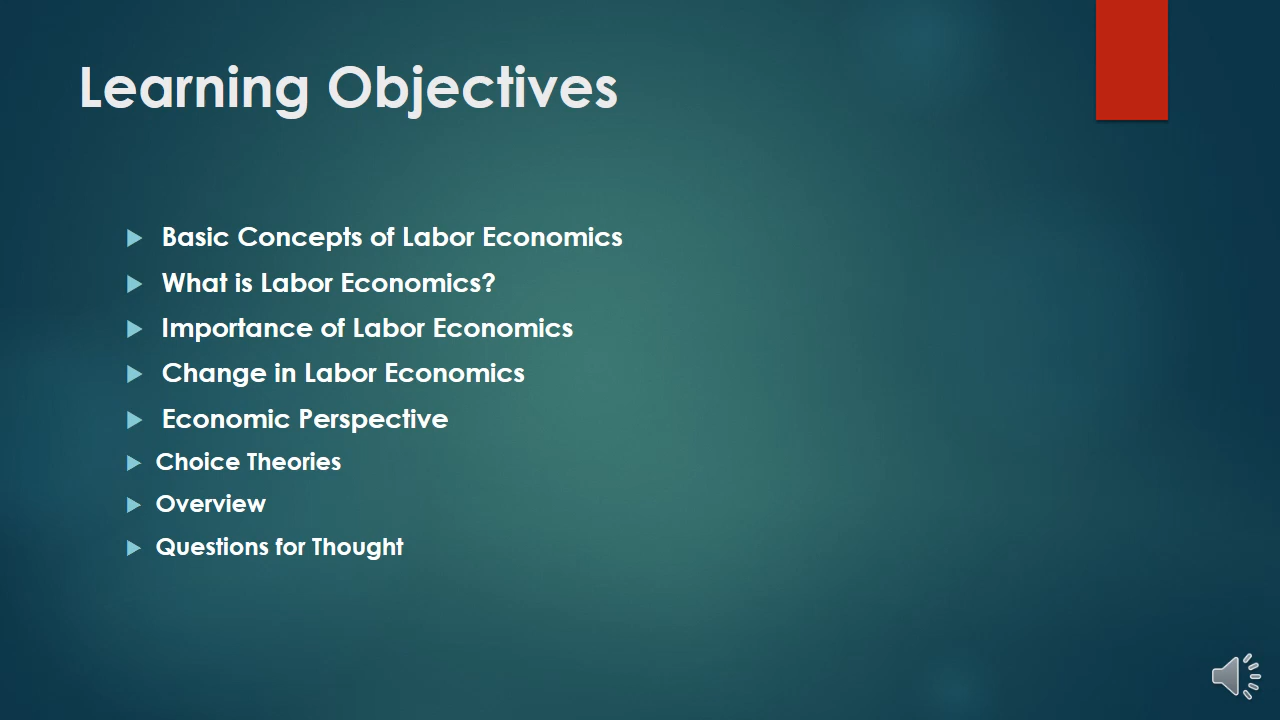 Learning Objectives
Basic Concepts of Labor Economics
What is Labor Economics?
Importance of Labor Economics
Change in Labor Economics
Economic Perspective
Choice Theories
Overview
Questions for Thought